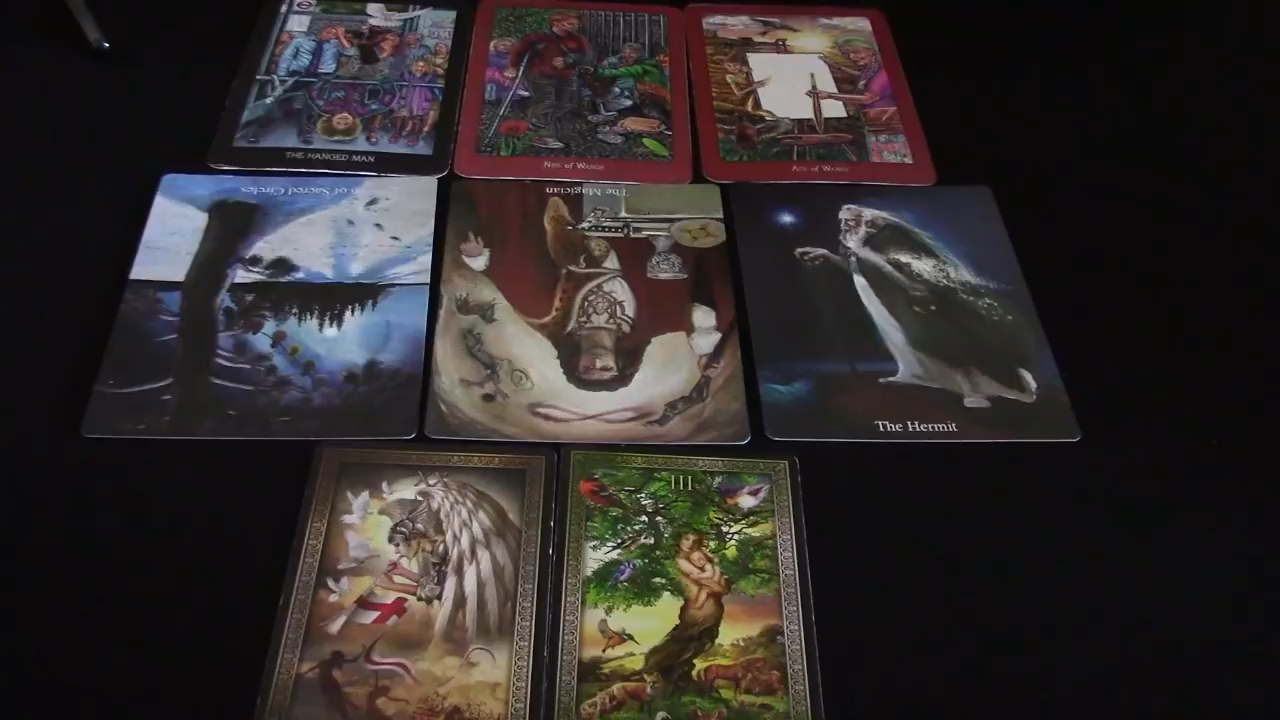 THE HANGED MAN
Nine of Wands
Ace of Wands
of Sacred Circles
The Magician
The Hermit
III